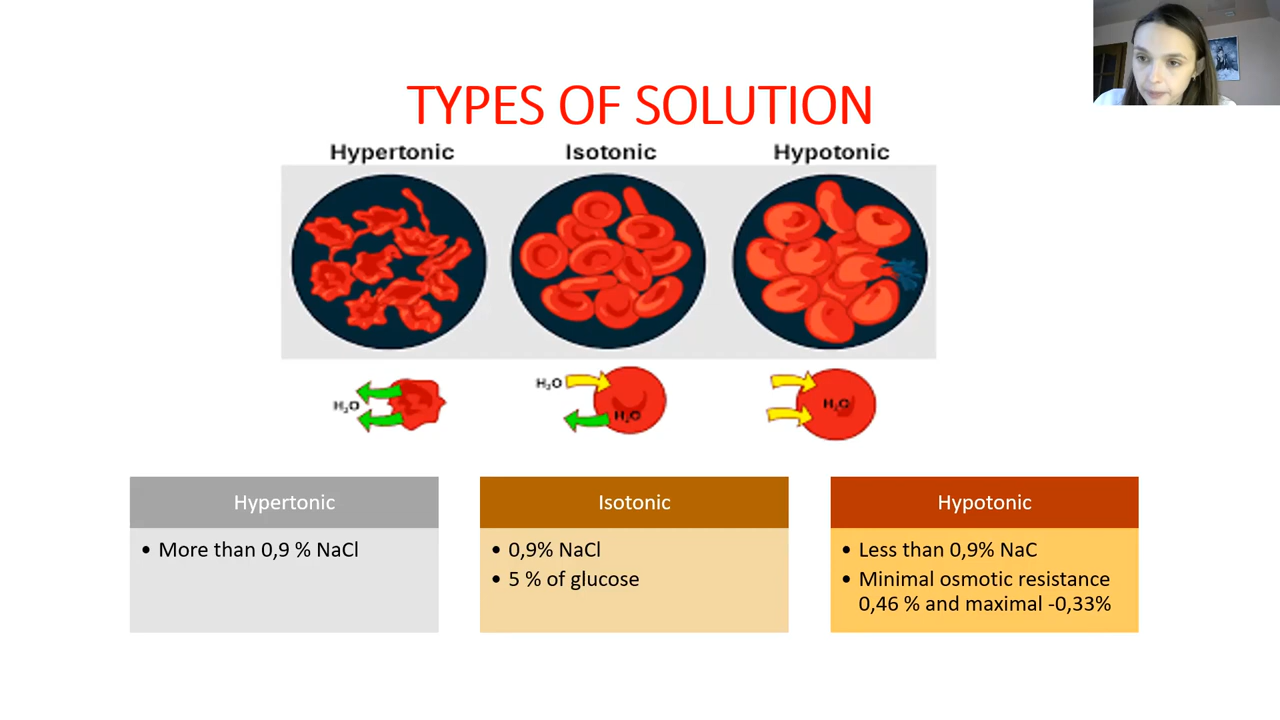 TYPES OF SOLUTION
Hypertonic
Isotonic
Hypotonic
H₂O
H₂O
H₂O
H₂O
Hypertonic
• More than 0,9 % NaCl
Isotonic
• 0,9% NaCl
• 5 % of glucose
Hypotonic
• Less than 0,9% NaC
• Minimal osmotic resistance
0,46 % and maximal -0,33%